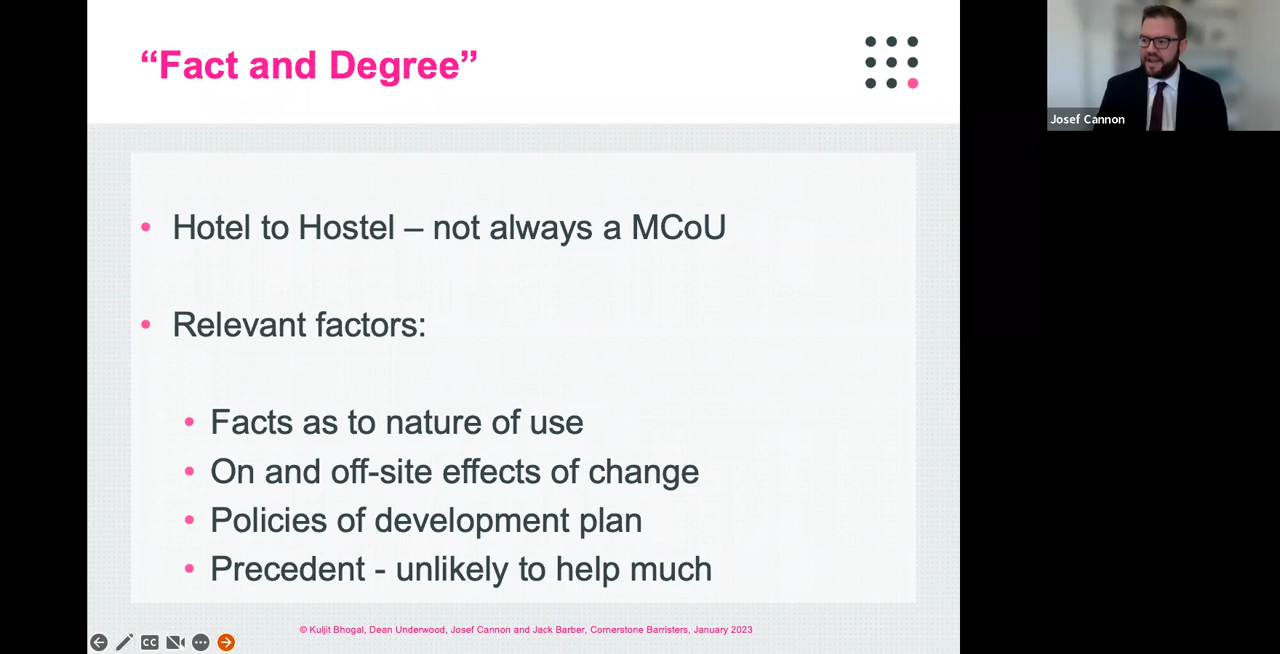 “Fact and Degree”
Josef Cannon
Hotel to Hostel – not always a MCoU
Relevant factors:
Facts as to nature of use
On and off-site effects of change
Policies of development plan
Precedent - unlikely to help much
© Kuljit Bhogal, Dean Underwood, Josef Cannon and Jack Barber, Cornerstone Barristers, January 2023
CC